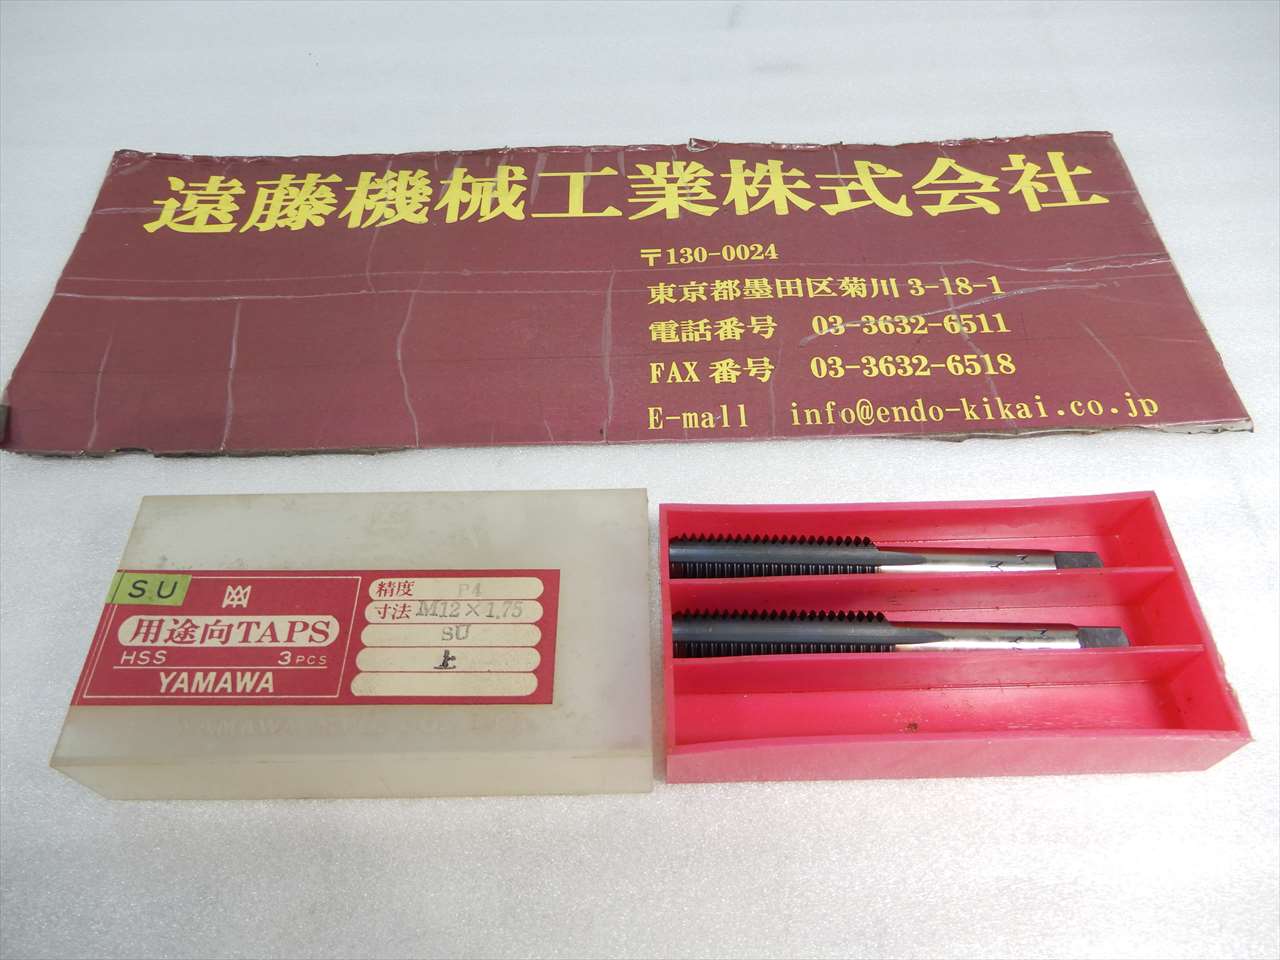 遠藤機械工業株式会社
〒130-0024
東京都墨田区菊川 3-18-1
電話番号 03-3632-6511
FAX 番号 03-3632-6518
E-mall info@endo-kikai.co.jp
S.U
用途向TAPS
HSS 3PCS
YAMAWA
精度 P4
寸法 M12×1.75
SU
上